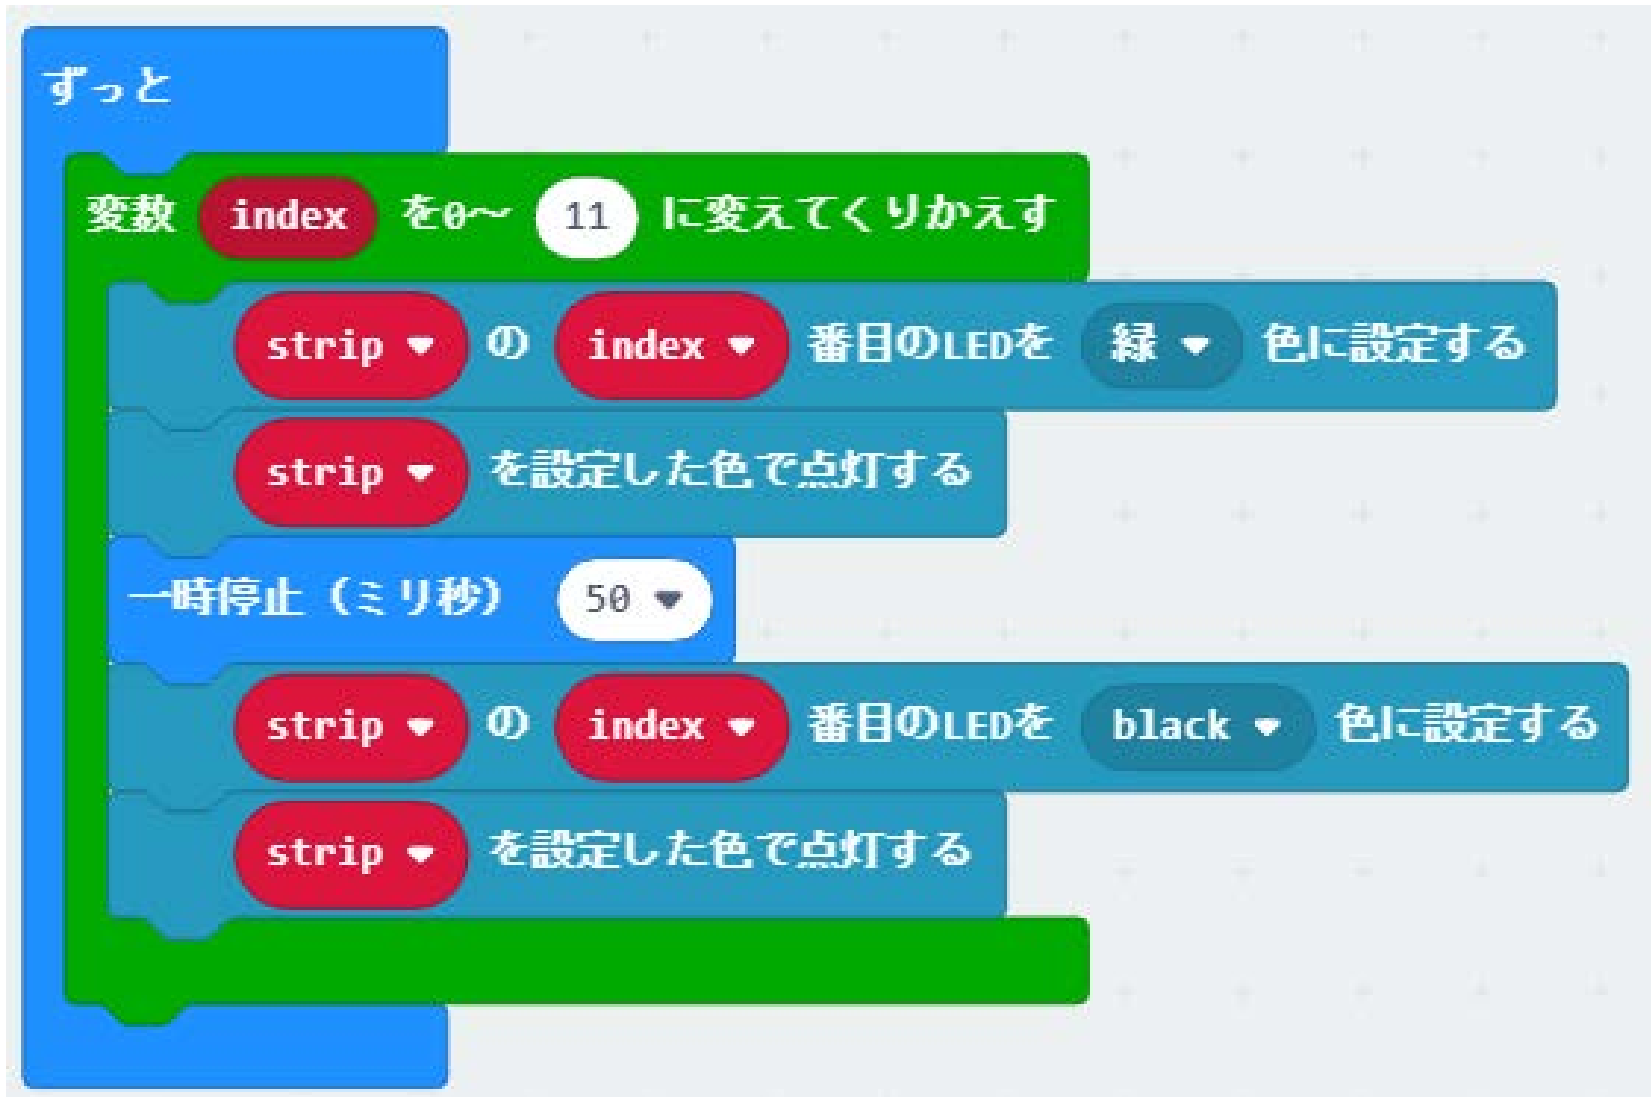 ずっと
変数 index を0〜 11 に変えてくりかえす
strip の index 番目のLEDを 緑 色に設定する
strip を設定した色で点灯する
一時停止（ミリ秒） 50
strip の index 番目のLEDを black 色に設定する
strip を設定した色で点灯する